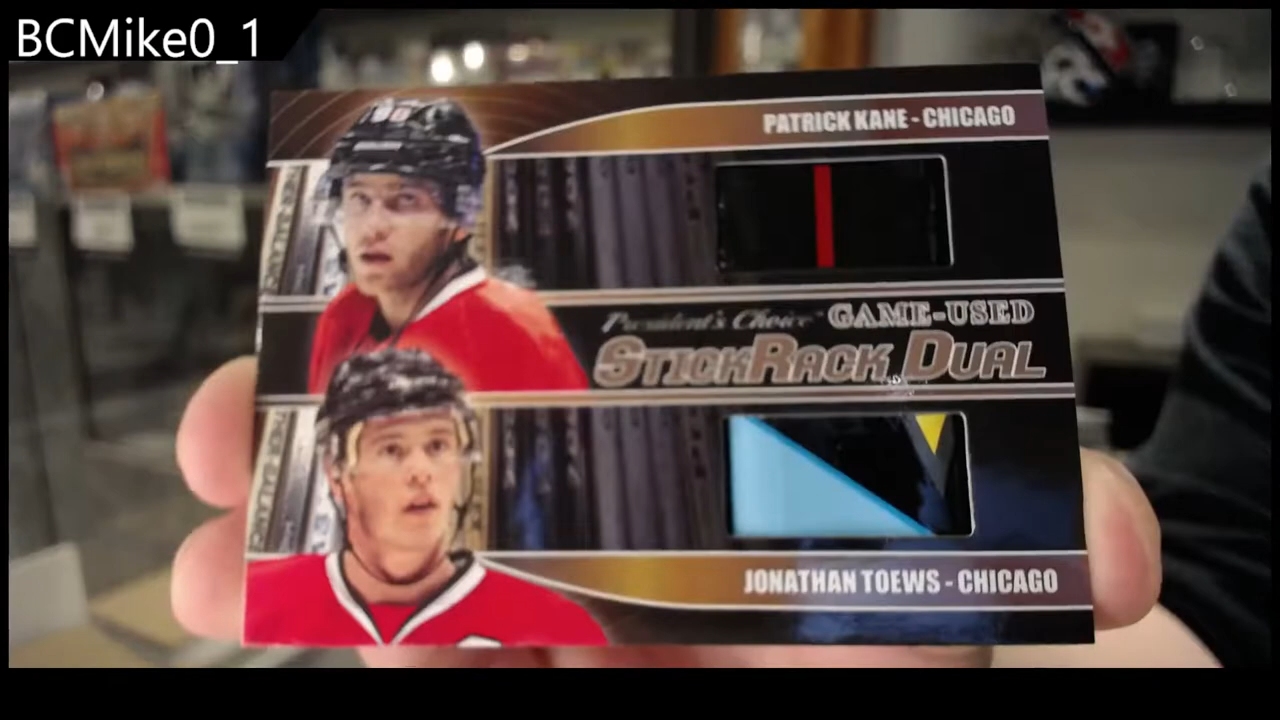 BCMike0_1
PATRICK KANE - CHICAGO
President's Choice GAME-USED
STICKRACK DUAL
JONATHAN TOEWS - CHICAGO